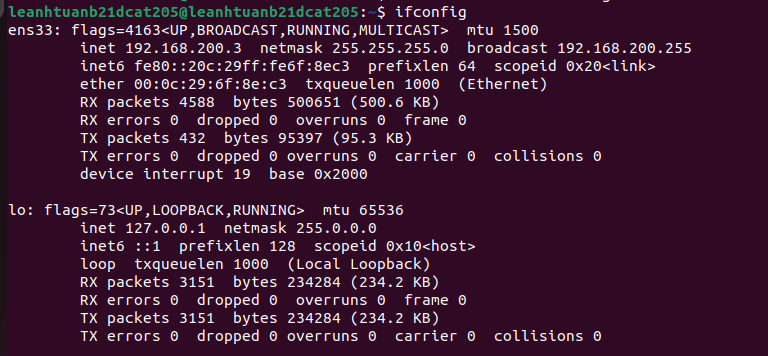 leanhtuanb21dcat205@leanhtuanb21dcat205:~$ ifconfig
ens33: flags=4163<UP,BROADCAST,RUNNING,MULTICAST>  mtu 1500
        inet 192.168.200.3  netmask 255.255.255.0  broadcast 192.168.200.255
        inet6 fe80::20c:29ff:fe6f:8ec3  prefixlen 64  scopeid 0x20<link>
        ether 00:0c:29:6f:8e:c3  txqueuelen 1000  (Ethernet)
        RX packets 4588  bytes 500651 (500.6 KB)
        RX errors 0  dropped 0  overruns 0  frame 0
        TX packets 432  bytes 95397 (95.3 KB)
        TX errors 0  dropped 0 overruns 0  carrier 0  collisions 0
        device interrupt 19  base 0x2000
lo: flags=73<UP,LOOPBACK,RUNNING>  mtu 65536
        inet 127.0.0.1  netmask 255.0.0.0
        inet6 ::1  prefixlen 128  scopeid 0x10<host>
        loop  txqueuelen 1000  (Local Loopback)
        RX packets 3151  bytes 234284 (234.2 KB)
        RX errors 0  dropped 0  overruns 0  frame 0
        TX packets 3151  bytes 234284 (234.2 KB)
        TX errors 0  dropped 0 overruns 0  carrier 0  collisions 0